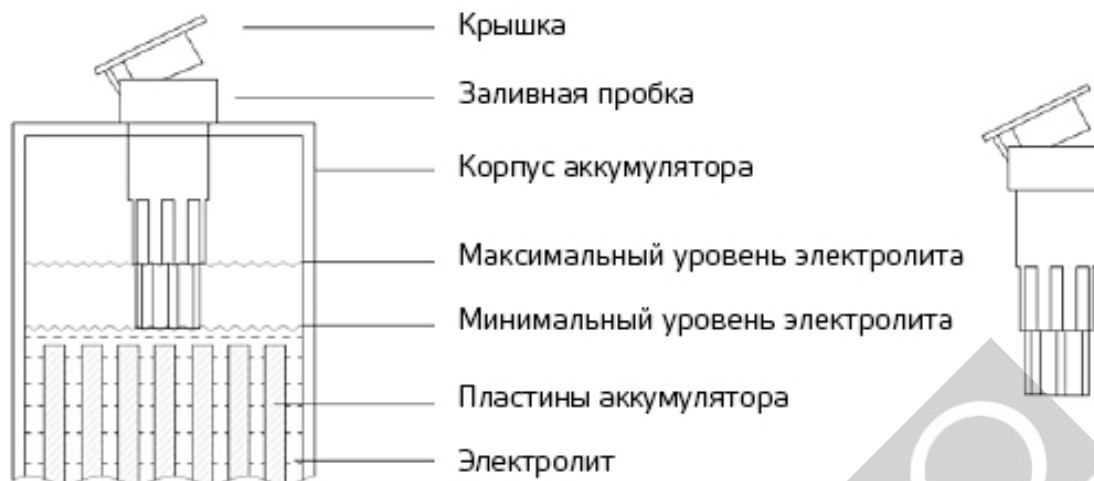 Крышка
Заливная пробка
Корпус аккумулятора
Максимальный уровень электролита
Минимальный уровень электролита
Пластины аккумулятора
Электролит